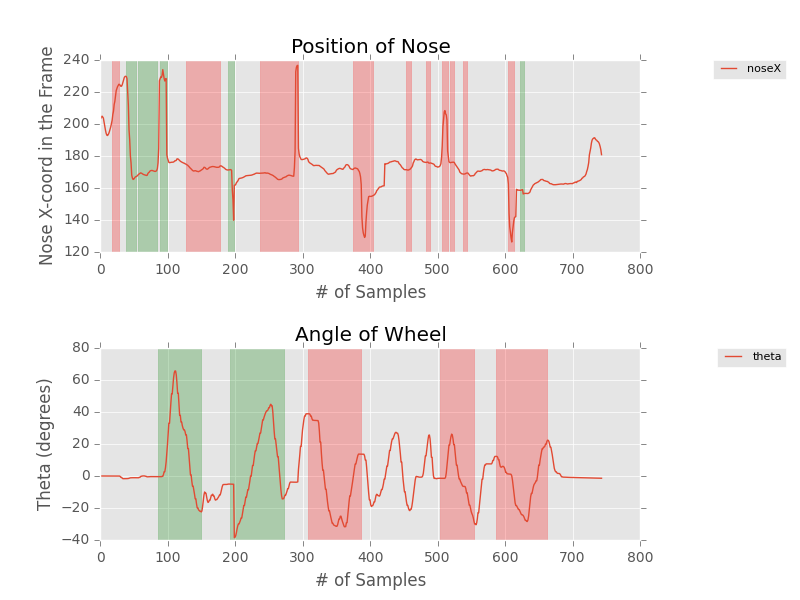 Position of Nose
Nose X-coord in the Frame
240
220
200
180
160
140
120
0 100 200 300 400 500 600 700 800
# of Samples
noseX
Angle of Wheel
Theta (degrees)
80
60
40
20
0
−20
−40
0 100 200 300 400 500 600 700 800
# of Samples
theta